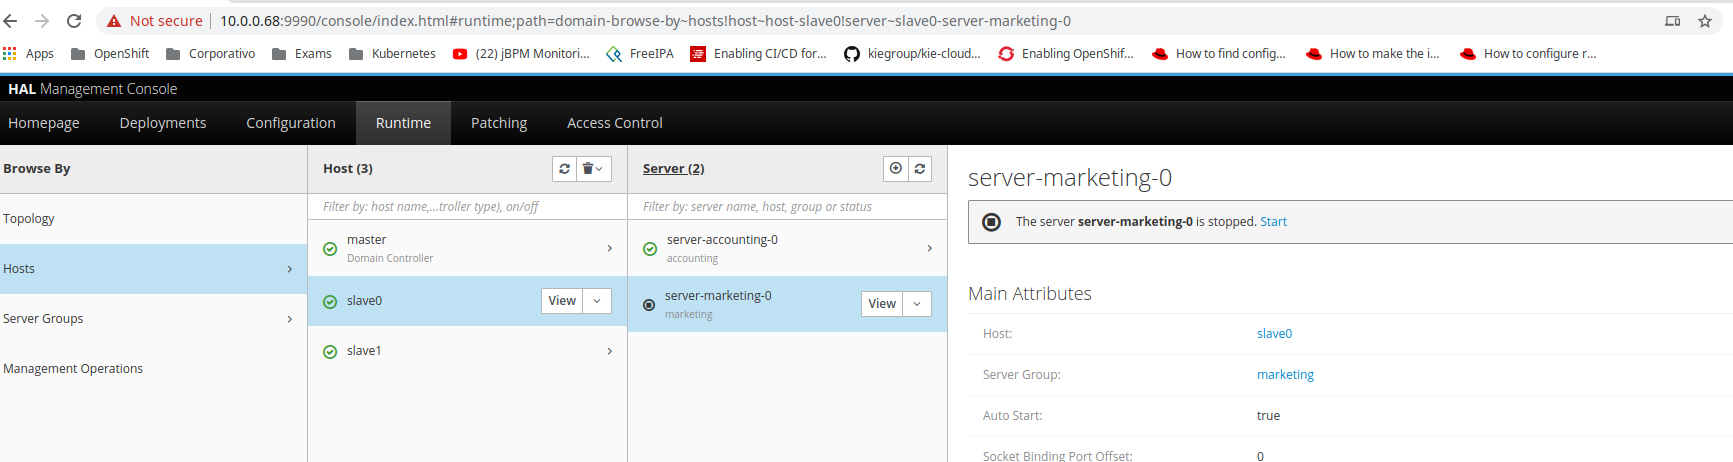 Not secure | 10.0.0.68:9990/console/index.html#runtime;path=domain-browse-by~hosts!host~host-slave0!server~slave0-server-marketing-0
Apps OpenShift Corporativo Exams Kubernetes (22) jBPM Monitori... FreeIPA Enabling CI/CD for... kiegroup/kie-cloud... Enabling OpenShif... How to find config... How to make the i... How to configure r...
HAL Management Console
Homepage Deployments Configuration Runtime Patching Access Control
Browse By
Topology
Hosts
Server Groups
Management Operations
Host (3)
Filter by: host name,...troller type), on/off
master
Domain Controller
slave0 View
slave1
Server (2)
Filter by: server name, host, group or status
server-accounting-0
accounting
server-marketing-0
marketing
View
server-marketing-0
The server server-marketing-0 is stopped. Start
Main Attributes
Host: slave0
Server Group: marketing
Auto Start: true
Socket Binding Port Offset: 0